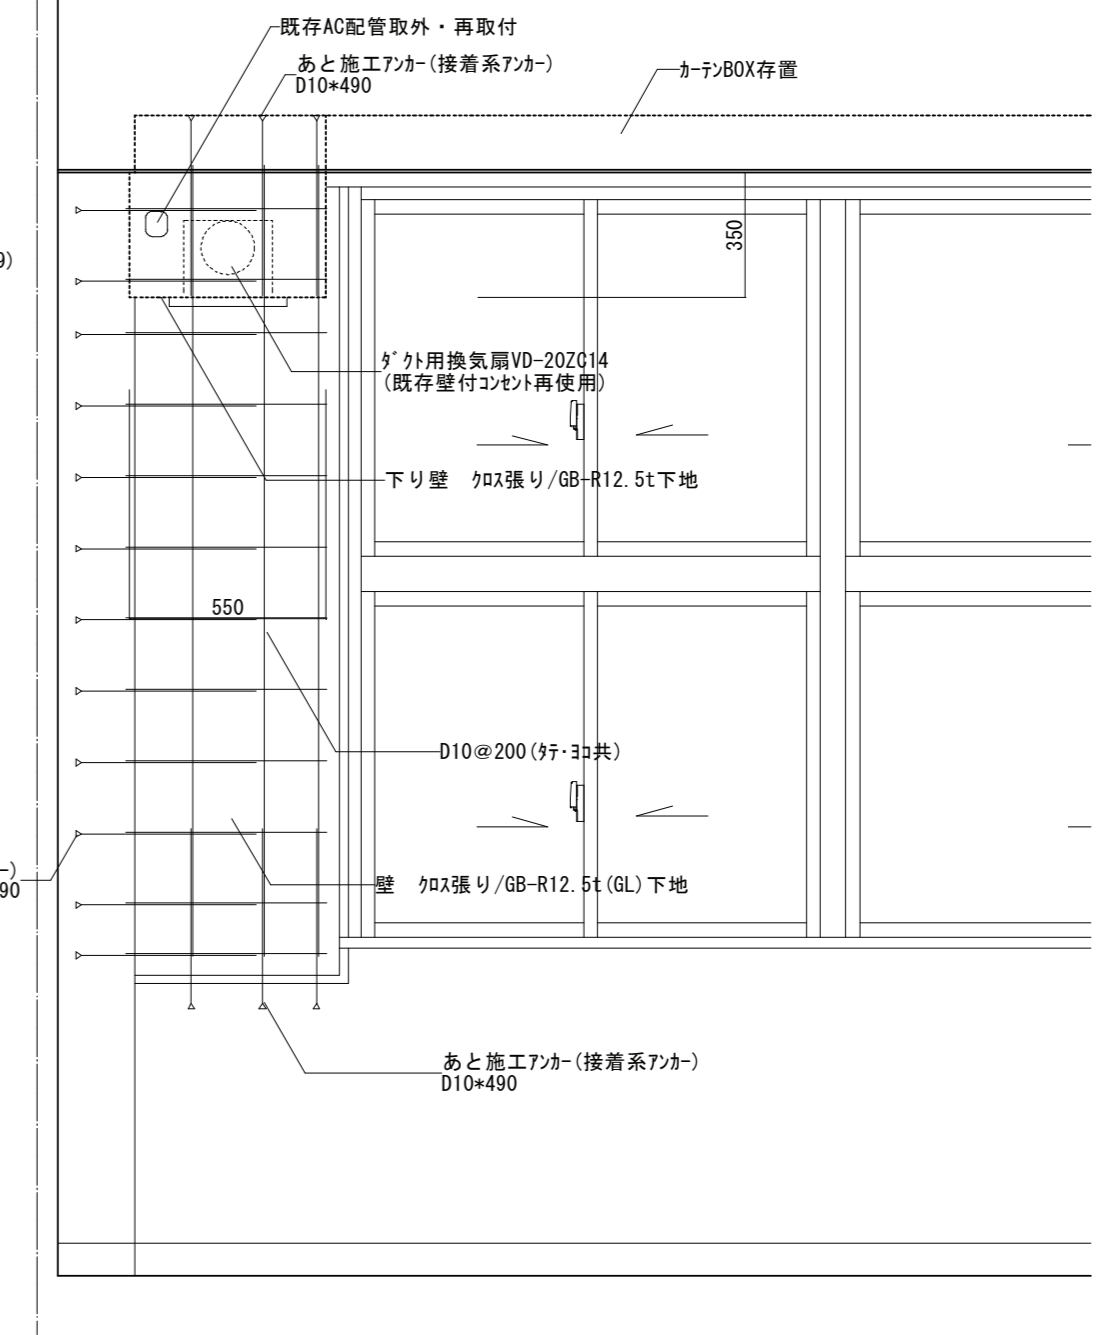 既存AC配管取外・再取付
あと施工ｱﾝｶｰ(接着系ｱﾝｶｰ)
D10*490
ｶｰﾃﾝBOX存置
9)
350
ﾀﾞｸﾄ用換気扇VD-20ZC14
(既存壁付ｺﾝｾﾝﾄ再使用)
下り壁　ｸﾛｽ張り/GB-R12.5t下地
550
D10@200(ﾀﾃ･ﾖｺ共)
ｰ)
90
壁　ｸﾛｽ張り/GB-R12.5t(GL)下地
あと施工ｱﾝｶｰ(接着系ｱﾝｶｰ)
D10*490